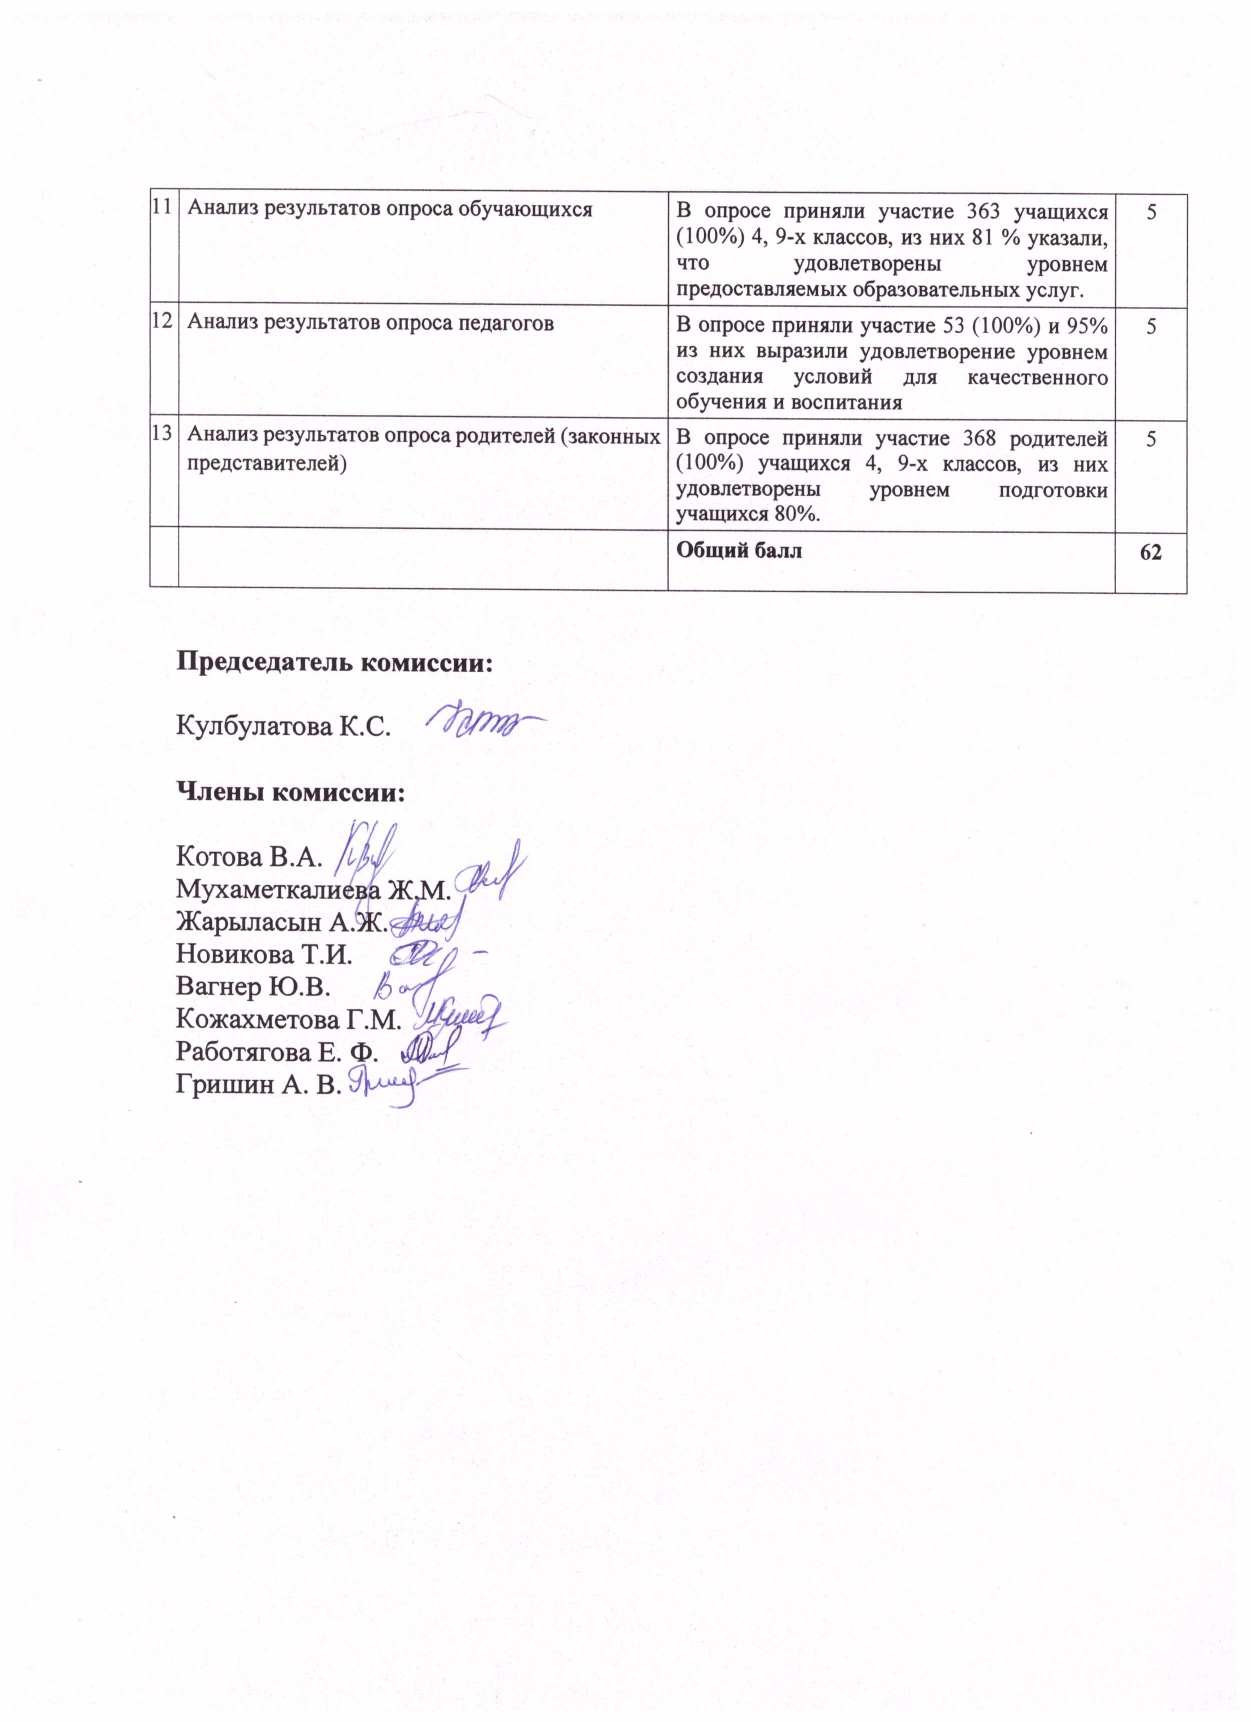 11 Анализ результатов опроса обучающихся
В опросе приняли участие 363 учащихся
(100%) 4, 9-х классов, из них 81 % указали,
что удовлетворены уровнем
предоставляемых образовательных услуг.
5
12 Анализ результатов опроса педагогов
В опросе приняли участие 53 (100%) и 95%
из них выразили удовлетворение уровнем
создания условий для качественного
обучения и воспитания
5
13 Анализ результатов опроса родителей (законных
представителей)
В опросе приняли участие 368 родителей
(100%) учащихся 4, 9-х классов, из них
удовлетворены уровнем подготовки
учащихся 80%.
5
Общий балл 62
Председатель комиссии:
Кулбулатова К.С.
Члены комиссии:
Котова В.А.
Мухаметкалиева Ж.М.
Жарыласын А.Ж.
Новикова Т.И.
Вагнер Ю.В.
Кожахметова Г.М.
Работягова Е. Ф.
Гришин А. В.